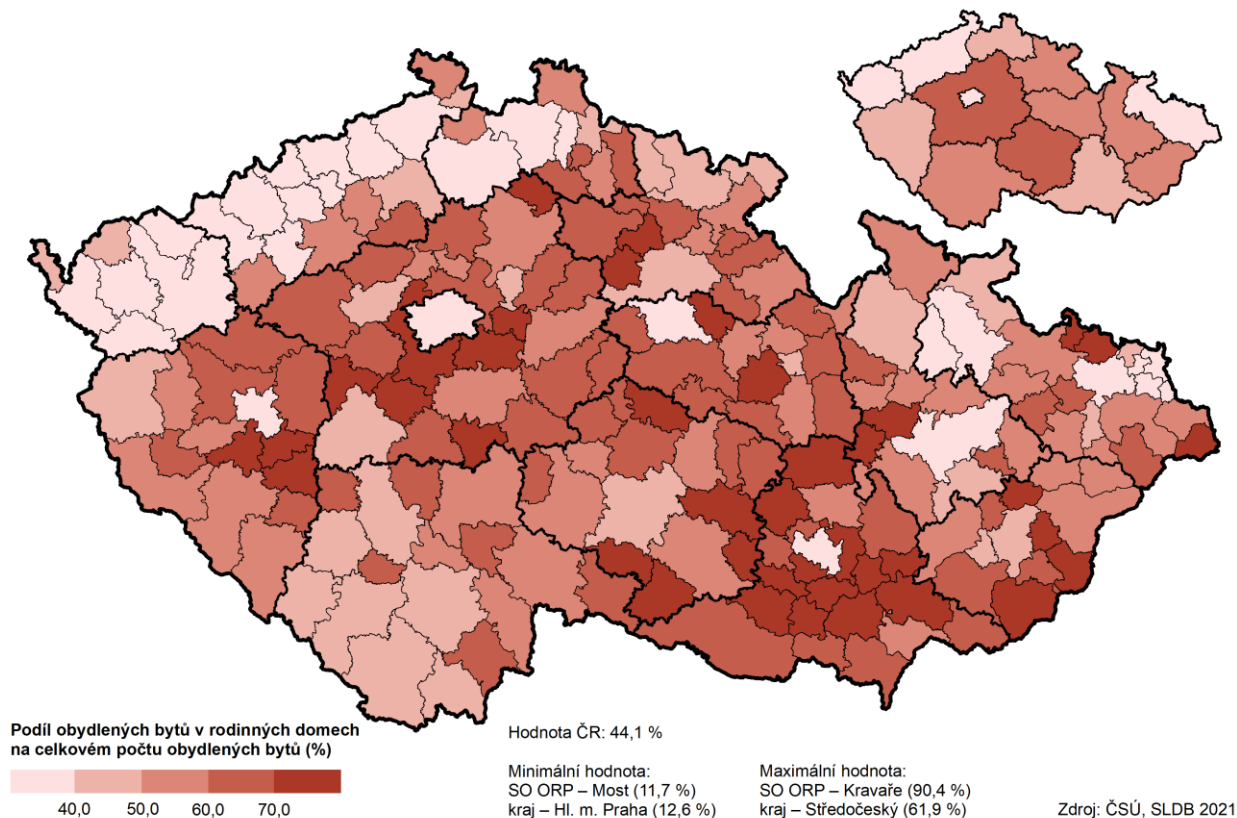 Podíl obydlených bytů v rodinných domech
na celkovém počtu obydlených bytů (%)
40,0 50,0 60,0 70,0
Hodnota ČR: 44,1 %
Minimální hodnota:
SO ORP – Most (11,7 %)
kraj – Hl. m. Praha (12,6 %)
Maximální hodnota:
SO ORP – Kravaře (90,4 %)
kraj – Středočeský (61,9 %)
Zdroj: ČSÚ, SLDB 2021